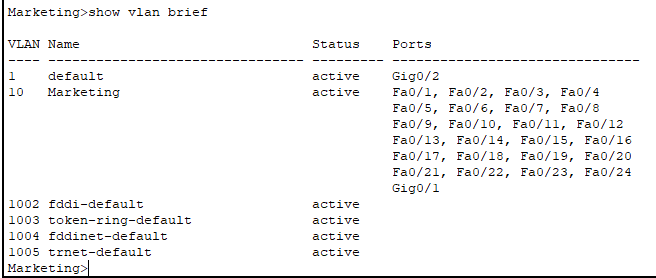 Marketing>show vlan brief
VLAN Name                             Status    Ports
---- -------------------------------- --------- -------------------------------
1    default                          active    Gig0/2
10   Marketing                        active    Fa0/1, Fa0/2, Fa0/3, Fa0/4
                                                Fa0/5, Fa0/6, Fa0/7, Fa0/8
                                                Fa0/9, Fa0/10, Fa0/11, Fa0/12
                                                Fa0/13, Fa0/14, Fa0/15, Fa0/16
                                                Fa0/17, Fa0/18, Fa0/19, Fa0/20
                                                Fa0/21, Fa0/22, Fa0/23, Fa0/24
                                                Gig0/1
1002 fddi-default                     active
1003 token-ring-default               active
1004 fddinet-default                  active
1005 trnet-default                    active
Marketing>